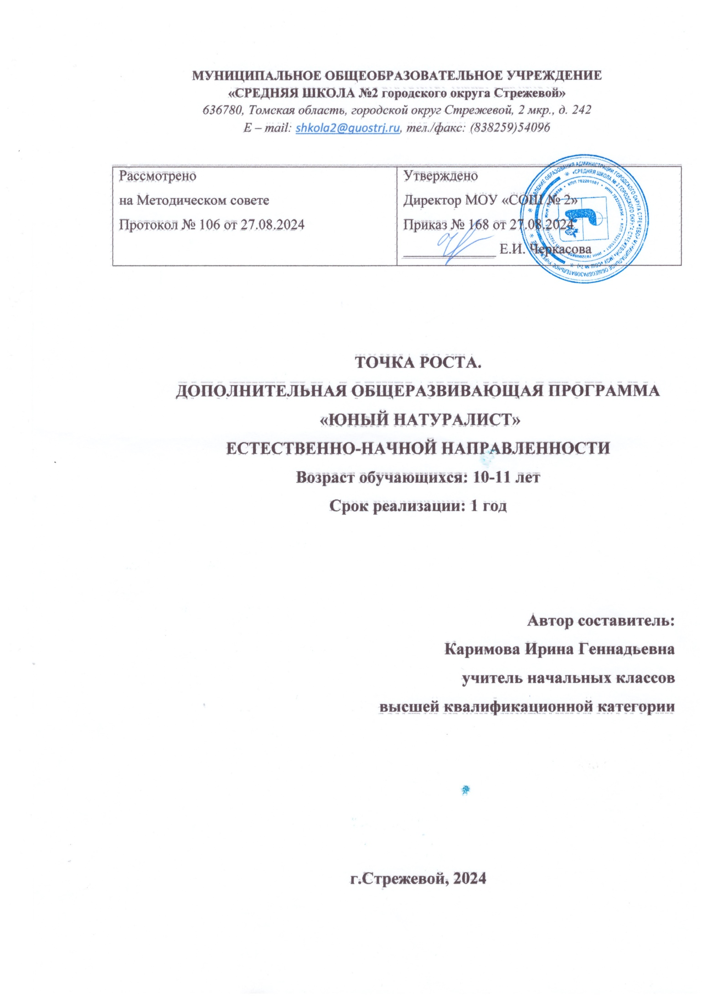 МУНИЦИПАЛЬНОЕ ОБЩЕОБРАЗОВАТЕЛЬНОЕ УЧРЕЖДЕНИЕ
«СРЕДНЯЯ ШКОЛА №2 городского округа Стрежевой»
636780, Томская область, городской округ Стрежевой, 2 мкр., д. 242
E – mail: shkola2@guostrj.ru, тел./факс: (838259)54096
Рассмотрено
на Методическом совете
Протокол № 106 от 27.08.2024
Утверждено
Директор МОУ «СОШ № 2»
Приказ № 168 от 27.08.2024
Е.И. Черкасова
УПРАВЛЕНИЕ ОБРАЗОВАНИЯ АДМИНИСТРАЦИИ ГОРОДСКОГО ОКРУГА СТРЕЖЕВОЙ МУНИЦИПАЛЬНОЕ ОБЩЕОБРАЗОВАТЕЛЬНОЕ УЧРЕЖДЕНИЕ
«СРЕДНЯЯ ШКОЛА № 2 ГОРОДСКОГО ОКРУГА СТРЕЖЕВОЙ» (МОУ «СОШ № 2»)
КПП 702201001 • ИНН 7022008856
ТОЧКА РОСТА.
ДОПОЛНИТЕЛЬНАЯ ОБЩЕРАЗВИВАЮЩАЯ ПРОГРАММА
«ЮНЫЙ НАТУРАЛИСТ»
ЕСТЕСТВЕННО-НАЧНОЙ НАПРАВЛЕННОСТИ
Возраст обучающихся: 10-11 лет
Срок реализации: 1 год
Автор составитель:
Каримова Ирина Геннадьевна
учитель начальных классов
высшей квалификационной категории
г.Стрежевой, 2024